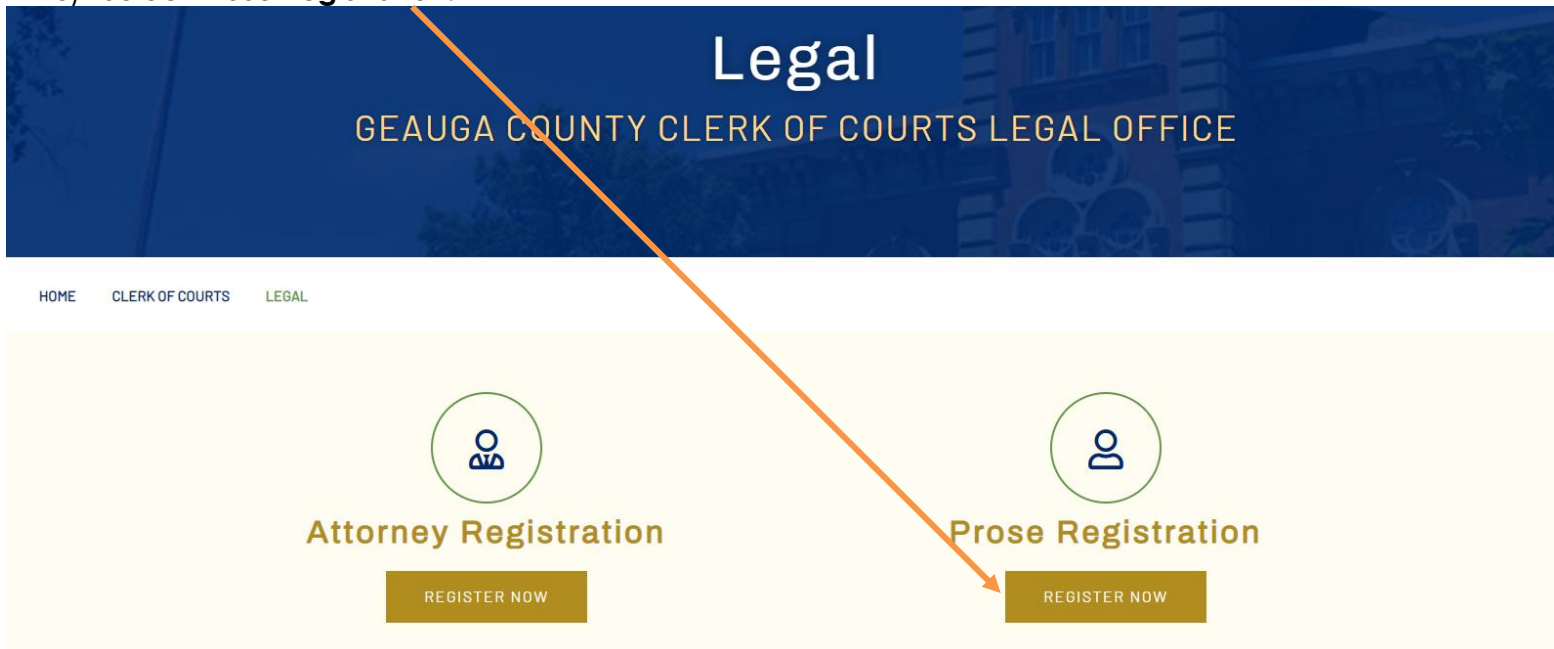 Legal
GEAUGA COUNTY CLERK OF COURTS LEGAL OFFICE
HOME CLERK OF COURTS LEGAL
Attorney Registration Prose Registration
REGISTER NOW REGISTER NOW